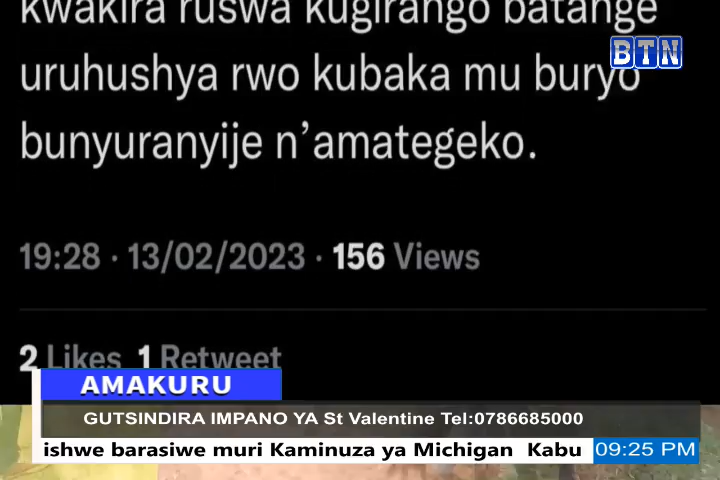 kwakira ruswa kugirango batange
BTN
uruhushya rwo kubaka mu buryo
bunyuranyije n’amategeko.
19:28 · 13/02/2023 · 156 Views
2 Likes 1 Retweet
AMAKURU
GUTSINDIRA IMPANO YA St Valentine Tel:0786685000
ishwe barasiwe muri Kaminuza ya Michigan Kabu
09:25 PM